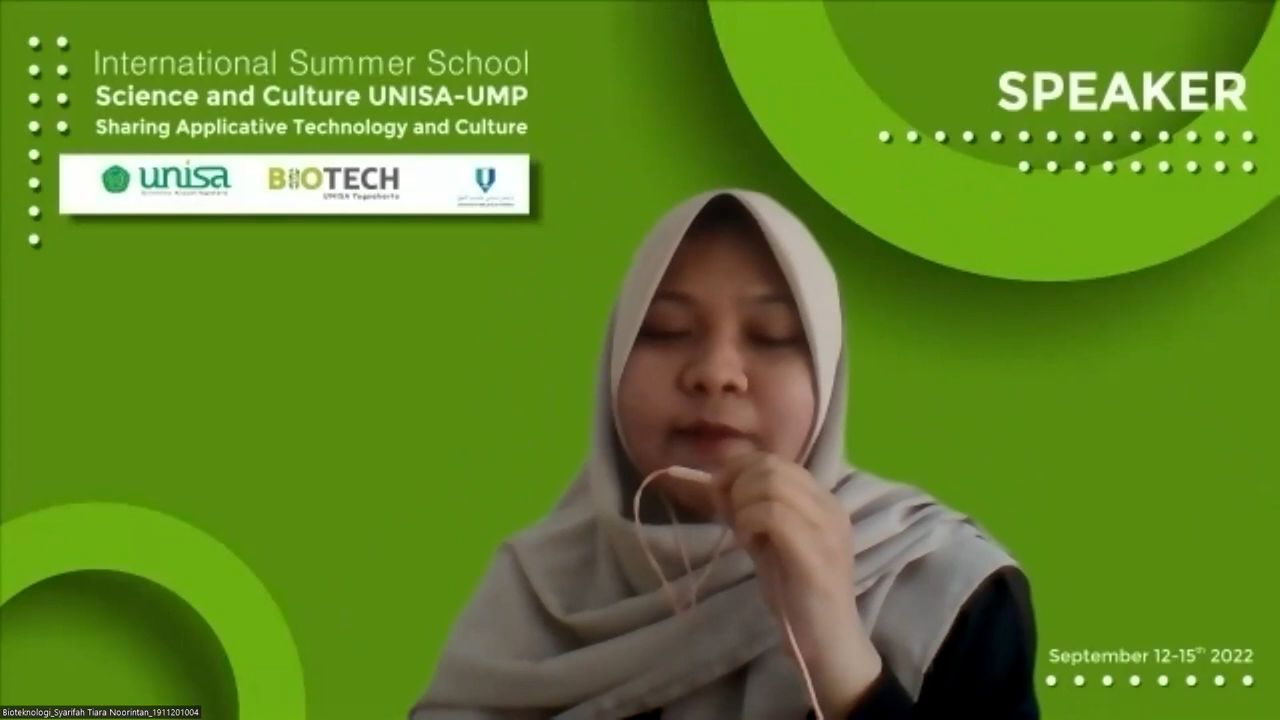 International Summer School
Science and Culture UNISA-UMP
Sharing Applicative Technology and Culture
unisa
BIOTECH
UNISA Yogyakarta
SPEAKER
September 12-15th 2022
Bioteknologi_Syarifah Tiara Noorintan_1911201004